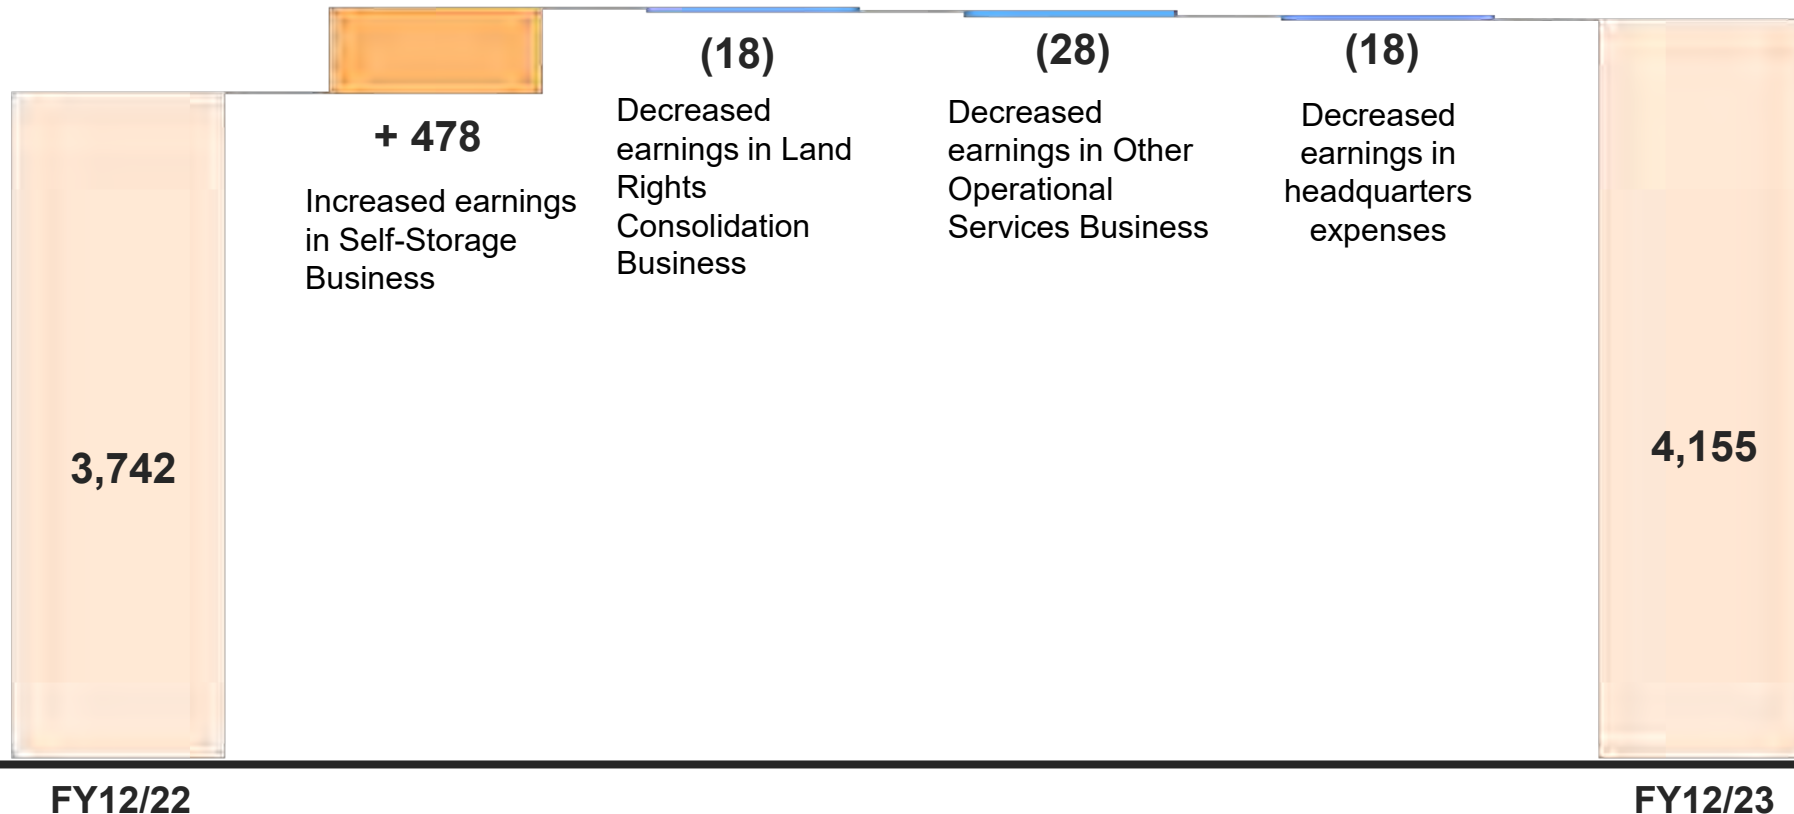 3,742
FY12/22
+ 478
Increased earnings
in Self-Storage
Business
(18)
Decreased
earnings in Land
Rights
Consolidation
Business
(28)
Decreased
earnings in Other
Operational
Services Business
(18)
Decreased
earnings in
headquarters
expenses
4,155
FY12/23